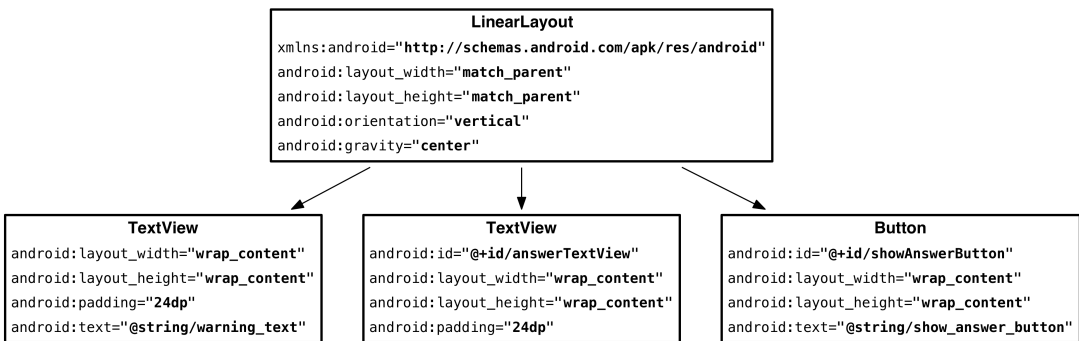 LinearLayout
xmlns:android="http://schemas.android.com/apk/res/android"
android:layout_width="match_parent"
android:layout_height="match_parent"
android:orientation="vertical"
android:gravity="center"
TextView
android:layout_width="wrap_content"
android:layout_height="wrap_content"
android:padding="24dp"
android:text="@string/warning_text"
TextView
android:id="@+id/answerTextView"
android:layout_width="wrap_content"
android:layout_height="wrap_content"
android:padding="24dp"
Button
android:id="@+id/showAnswerButton"
android:layout_width="wrap_content"
android:layout_height="wrap_content"
android:text="@string/show_answer_button"